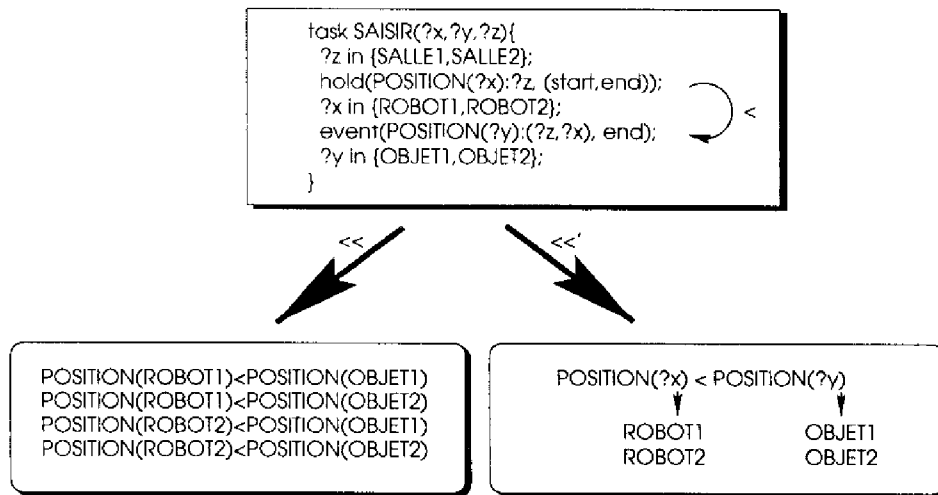 task SAISIR(?x,?y,?z){
?z in {SALLE1,SALLE2};
hold(POSITION(?x):?z, (start,end));
?x in {ROBOT1,ROBOT2};
<
event(POSITION(?y):(?z,?x), end);
?y in {OBJET1,OBJET2};
}
<<
<<'
POSITION(ROBOT1)<POSITION(OBJET1)
POSITION(ROBOT1)<POSITION(OBJET2)
POSITION(ROBOT2)<POSITION(OBJET1)
POSITION(ROBOT2)<POSITION(OBJET2)
POSITION(?x) < POSITION(?y)
ROBOT1 OBJET1
ROBOT2 OBJET2